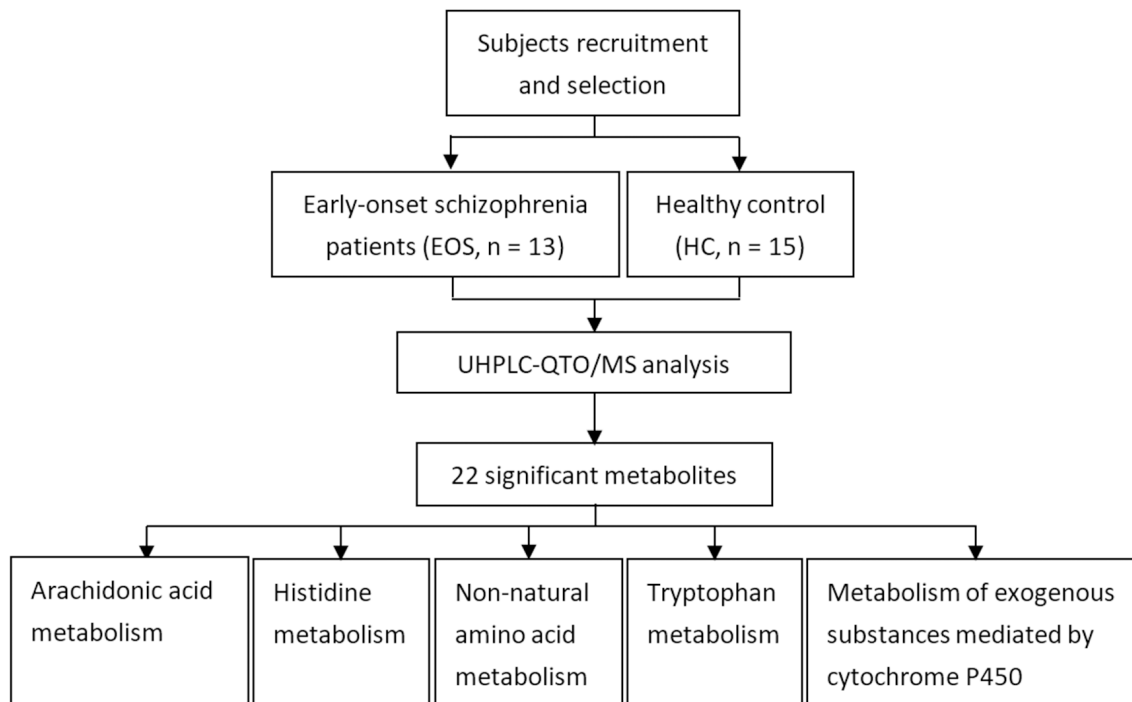 Subjects recruitment
and selection
Early-onset schizophrenia
patients (EOS, n = 13)
Healthy control
(HC, n = 15)
UHPLC-QTO/MS analysis
22 significant metabolites
Arachidonic acid
metabolism
Histidine
metabolism
Non-natural
amino acid
metabolism
Tryptophan
metabolism
Metabolism of exogenous
substances mediated by
cytochrome P450